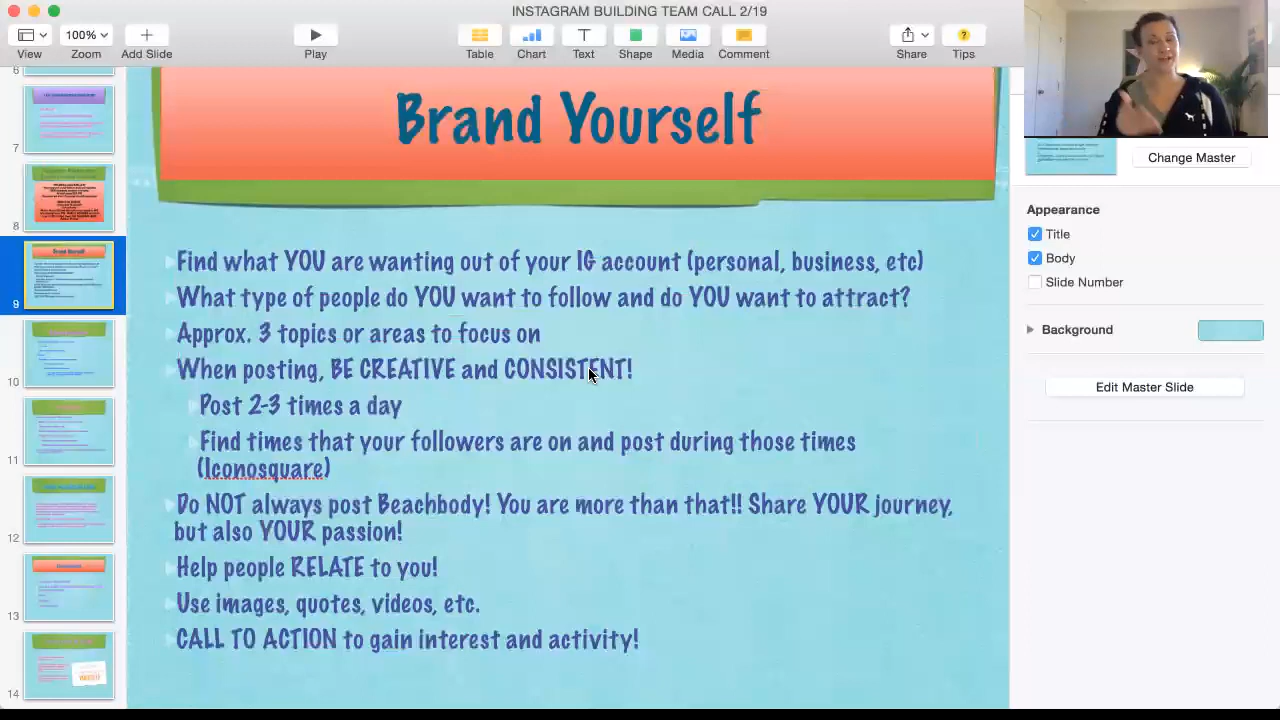 INSTAGRAM BUILDING TEAM CALL 2/19
100%
View
Zoom
Add Slide
Play
Table
Chart
Text
Shape
Media
Comment
Share
Tips
6
7
8
9
10
11
12
13
14
Brand Yourself
Find what YOU are wanting out of your IG account (personal, business, etc)
What type of people do YOU want to follow and do YOU want to attract?
Approx. 3 topics or areas to focus on
When posting, BE CREATIVE and CONSISTENT!
Post 2-3 times a day
Find times that your followers are on and post during those times
(Iconosquare)
Do NOT always post Beachbody! You are more than that!! Share YOUR journey,
but also YOUR passion!
Help people RELATE to you!
Use images, quotes, videos, etc.
CALL TO ACTION to gain interest and activity!
Change Master
Appearance
Title
Body
Slide Number
Background
Edit Master Slide